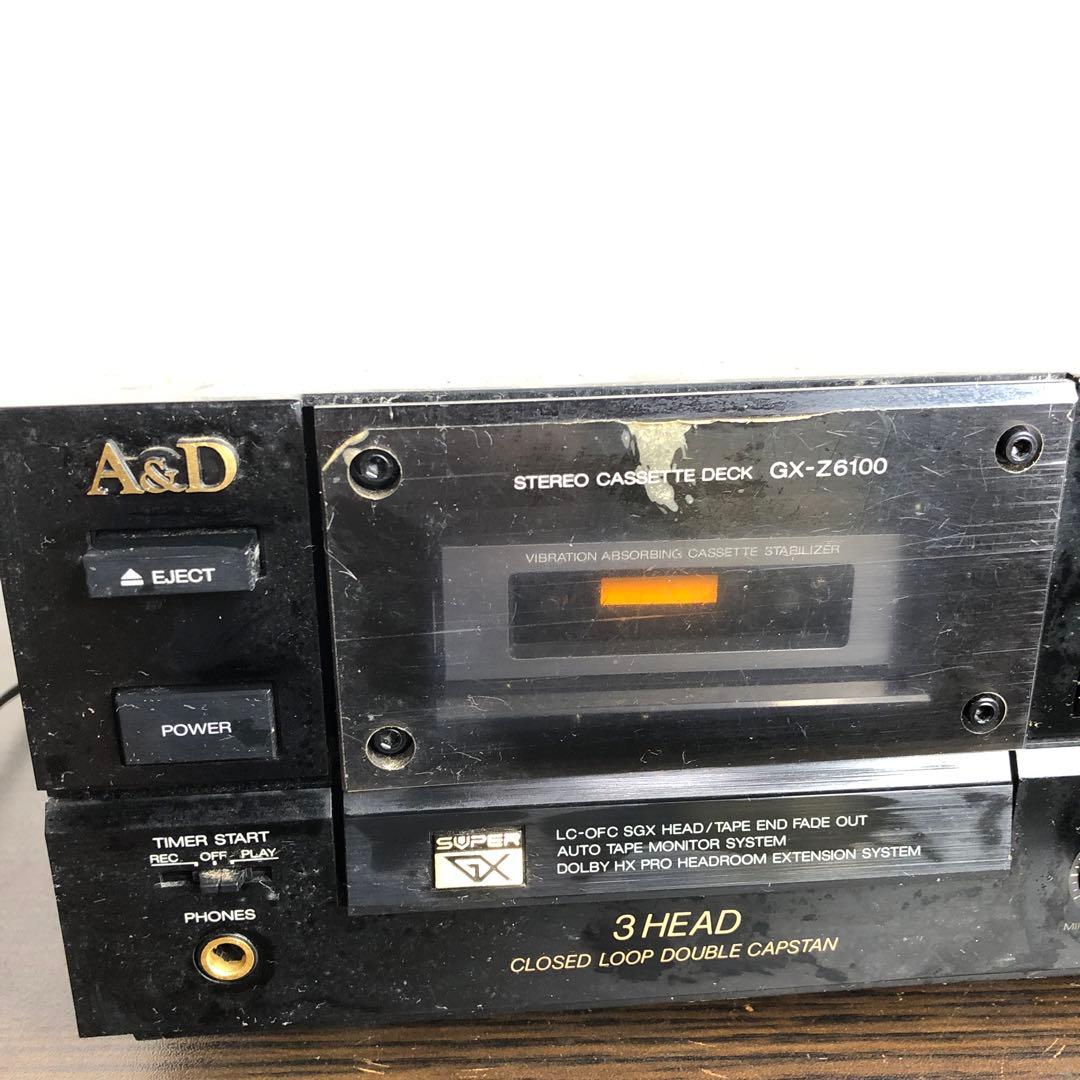 A&D
STEREO CASSETTE DECK GX-Z6100
VIBRATION ABSORBING CASSETTE STABILIZER
⏏ EJECT
POWER
TIMER START
REC OFF PLAY
PHONES
SUPER
GX
LC-OFC SGX HEAD/TAPE END FADE OUT
AUTO TAPE MONITOR SYSTEM
DOLBY HX PRO HEADROOM EXTENSION SYSTEM
3 HEAD
CLOSED LOOP DOUBLE CAPSTAN